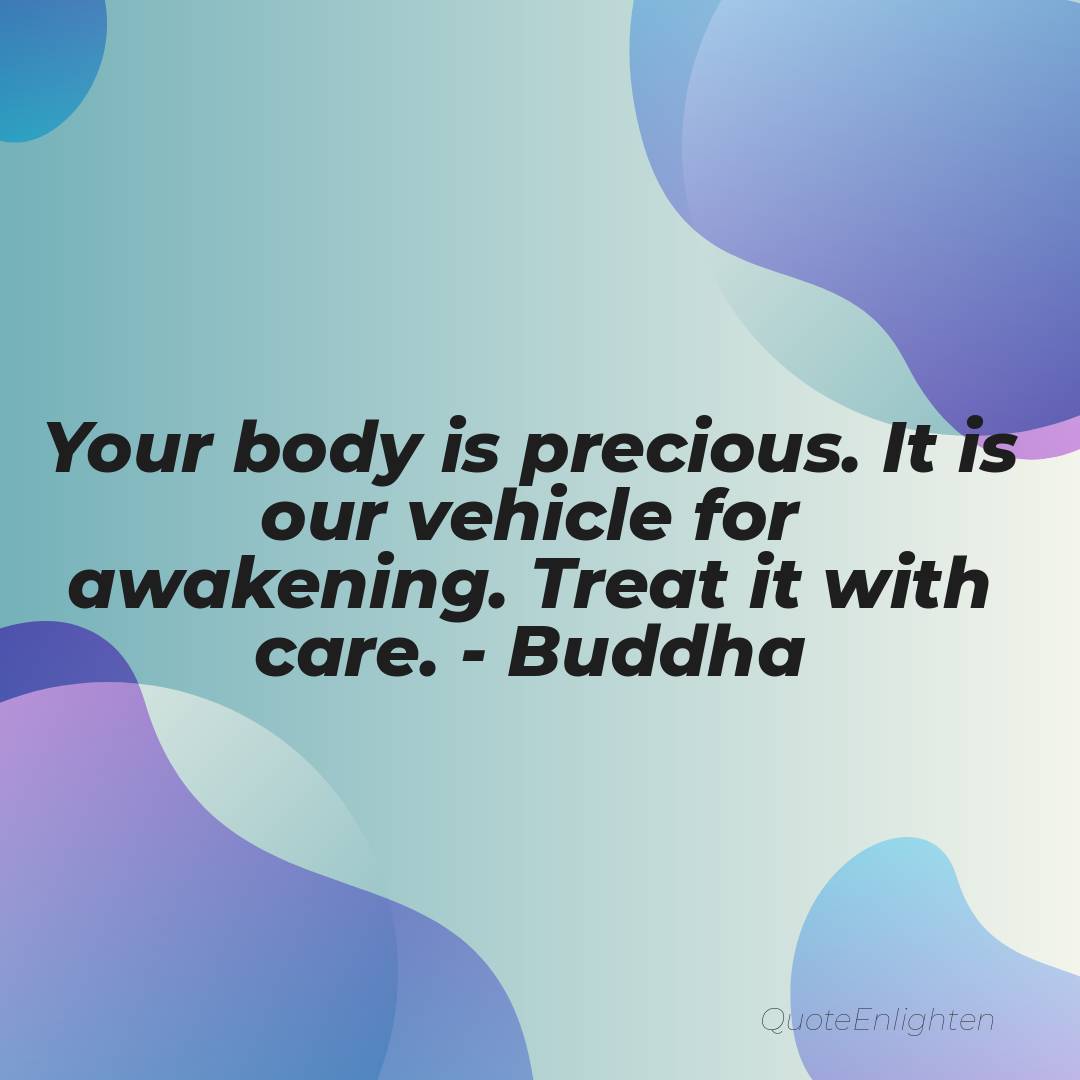 Your body is precious. It is
our vehicle for
awakening. Treat it with
care. - Buddha
QuoteEnlighten